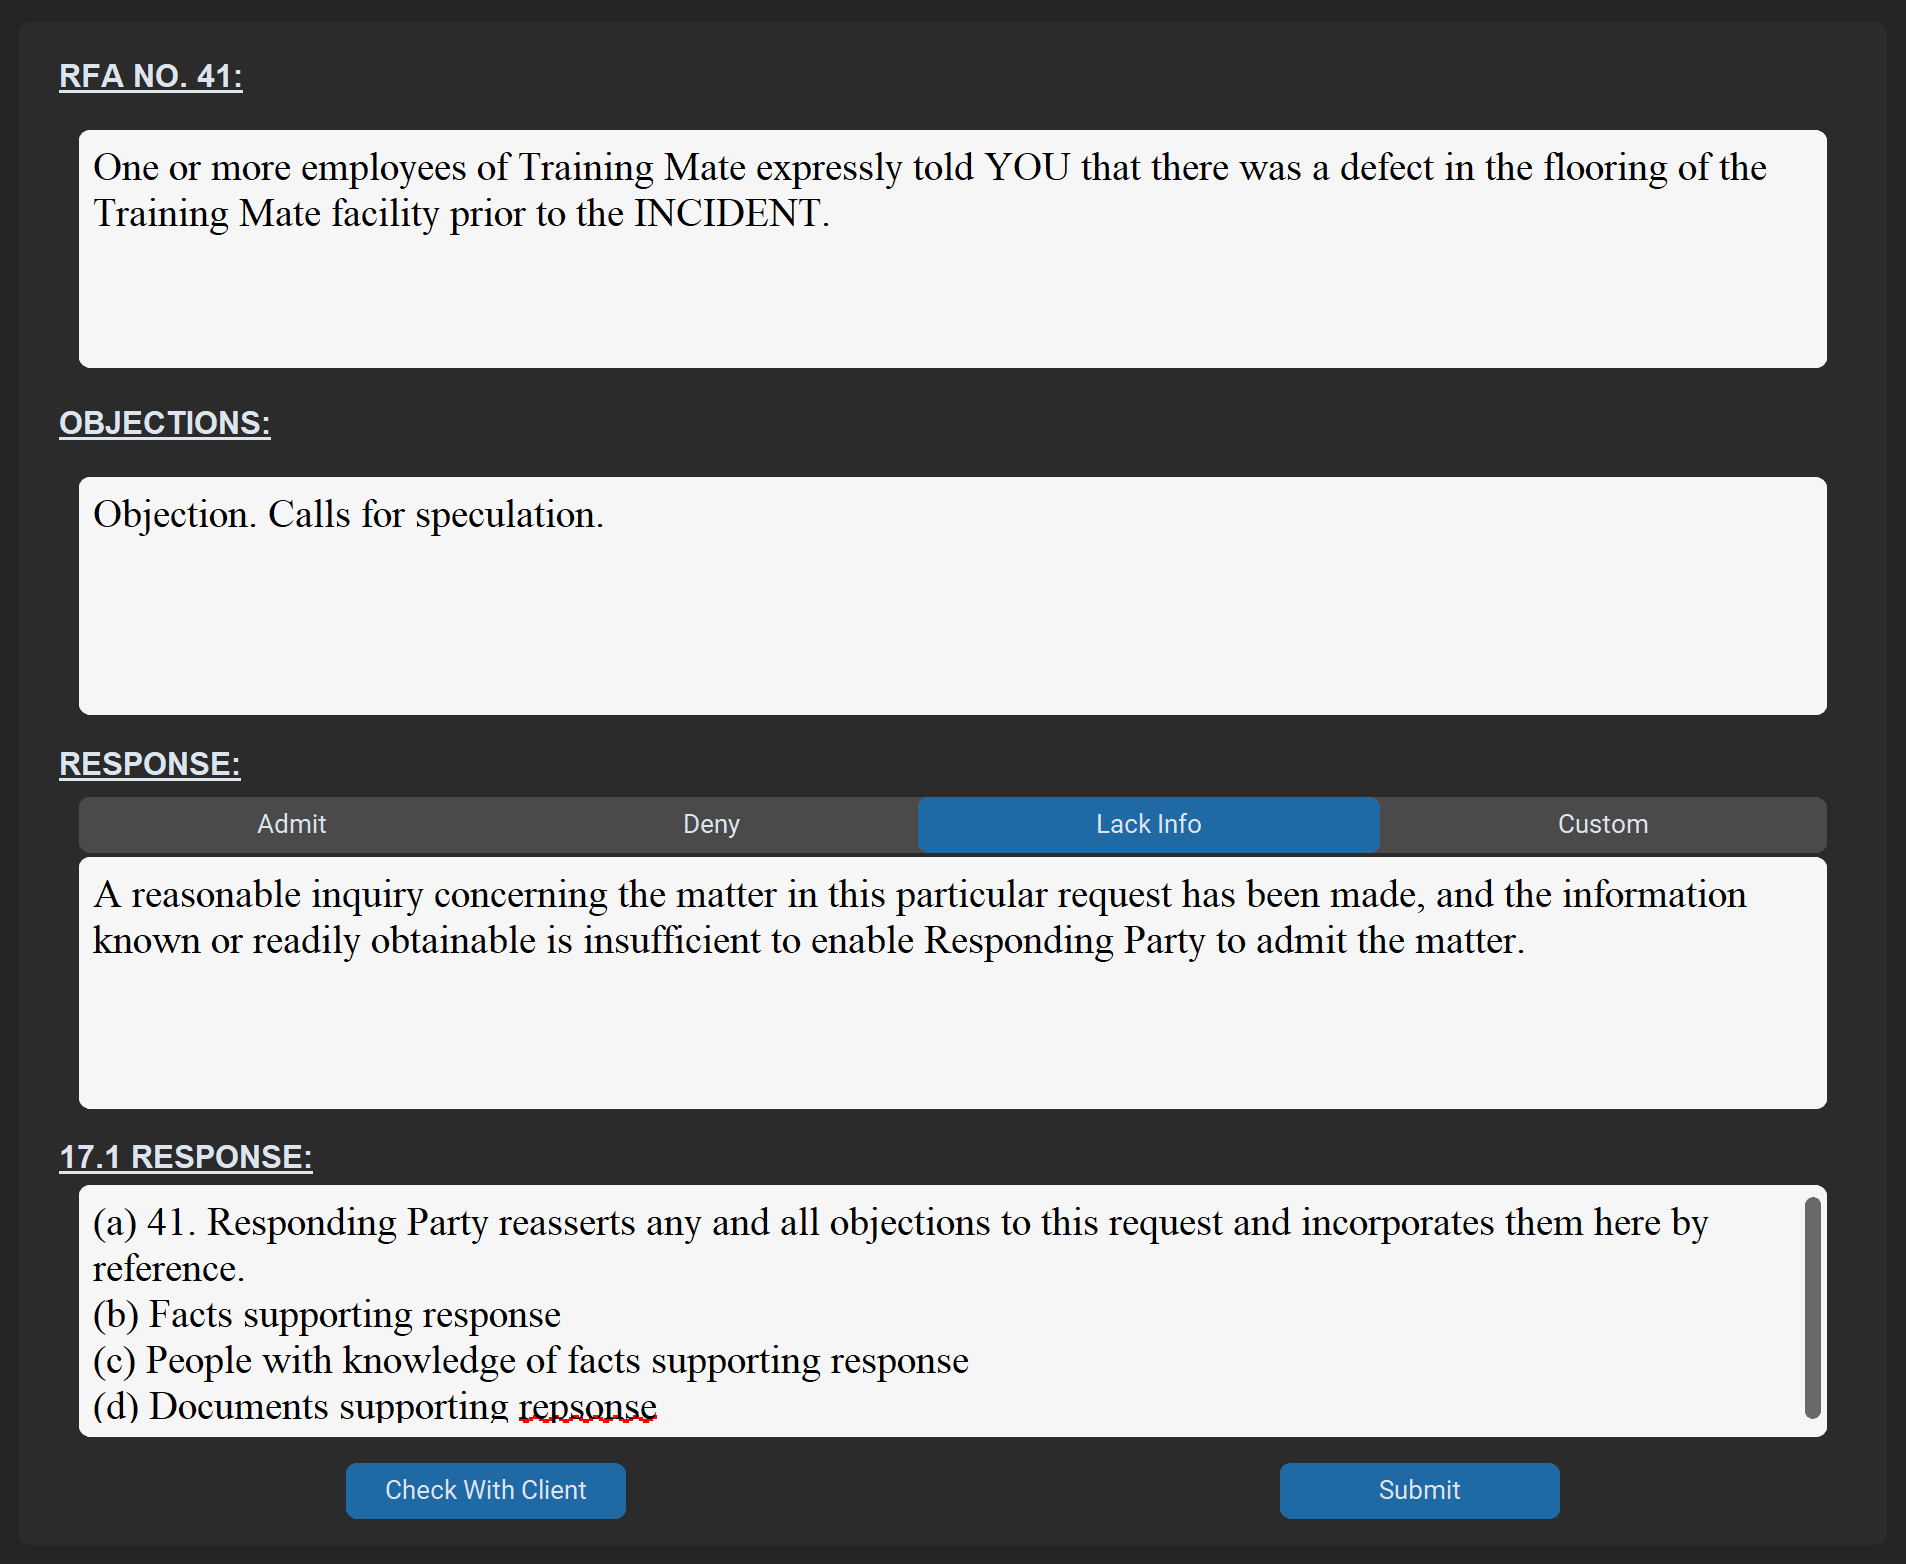 RFA NO. 41:
One or more employees of Training Mate expressly told YOU that there was a defect in the flooring of the
Training Mate facility prior to the INCIDENT.
OBJECTIONS:
Objection. Calls for speculation.
RESPONSE:
Admit Deny Lack Info Custom
A reasonable inquiry concerning the matter in this particular request has been made, and the information
known or readily obtainable is insufficient to enable Responding Party to admit the matter.
17.1 RESPONSE:
(a) 41. Responding Party reasserts any and all objections to this request and incorporates them here by
reference.
(b) Facts supporting response
(c) People with knowledge of facts supporting response
(d) Documents supporting repsonse
Check With Client Submit